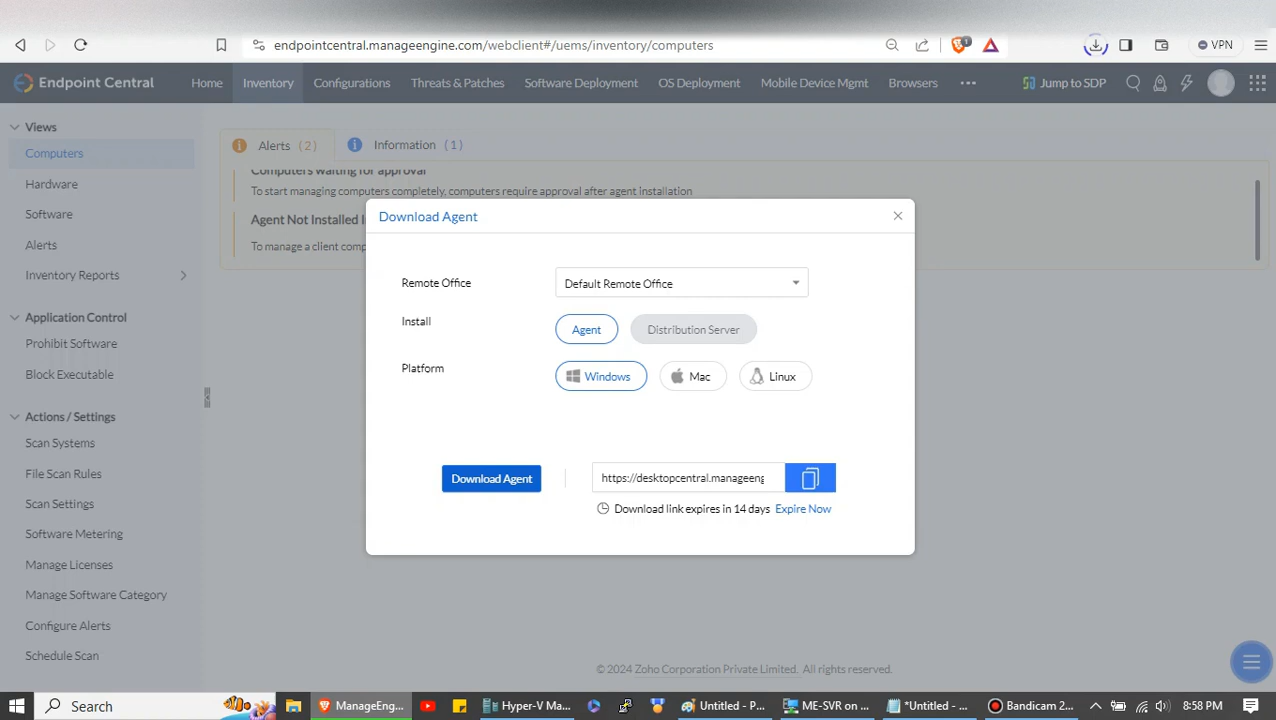 endpointcentral.manageengine.com/webclient#/uems/inventory/computers
1
VPN
Endpoint Central
Home
Inventory
Configurations
Threats & Patches
Software Deployment
OS Deployment
Mobile Device Mgmt
Browsers
Jump to SDP
Views
Computers
Hardware
Software
Alerts
Inventory Reports
Application Control
Prohibit Software
Block Executable
Actions / Settings
Scan Systems
File Scan Rules
Scan Settings
Software Metering
Manage Licenses
Manage Software Category
Configure Alerts
Schedule Scan
Alerts (2)
Information (1)
Computers waiting for approval
To start managing computers completely, computers require approval after agent installation
Agent Not Installed
To manage a client comp
Download Agent
Remote Office
Default Remote Office
Install
Agent
Distribution Server
Platform
Windows
Mac
Linux
Download Agent
https://desktopcentral.manageeng
Download link expires in 14 days Expire Now
© 2024 Zoho Corporation Private Limited. All rights reserved.
Search
ManageEng...
Hyper-V Ma...
Untitled - P...
ME-SVR on ...
*Untitled - ...
Bandicam 2...
8:58 PM